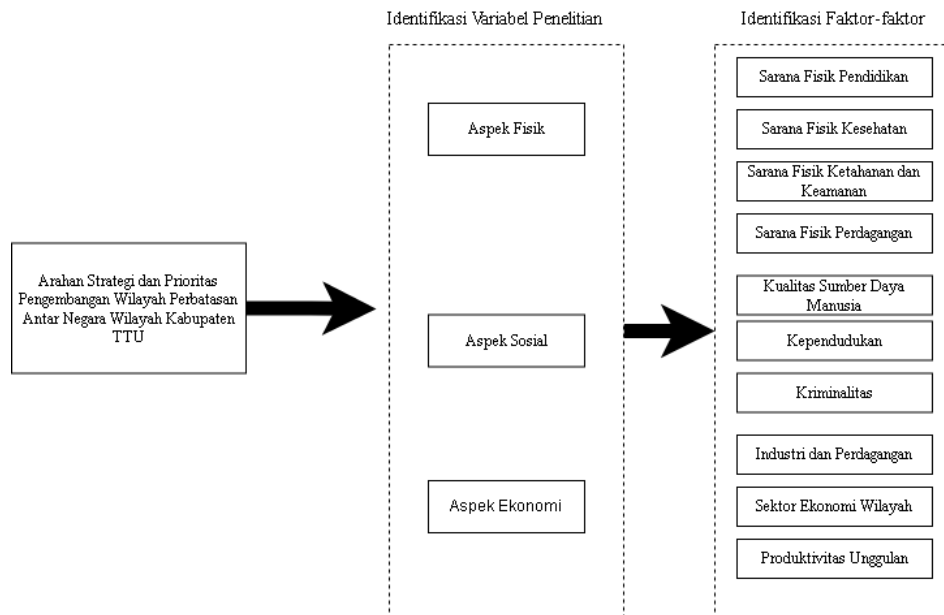 Identifikasi Variabel Penelitian
Identifikasi Faktor-faktor
Arahan Strategi dan Prioritas
Pengembangan Wilayah Perbatasan
Antar Negara Wilayah Kabupaten
TTU
Aspek Fisik
Aspek Sosial
Aspek Ekonomi
Sarana Fisik Pendidikan
Sarana Fisik Kesehatan
Sarana Fisik Ketahanan dan
Keamanan
Sarana Fisik Perdagangan
Kualitas Sumber Daya
Manusia
Kependudukan
Kriminalitas
Industri dan Perdagangan
Sektor Ekonomi Wilayah
Produktivitas Unggulan